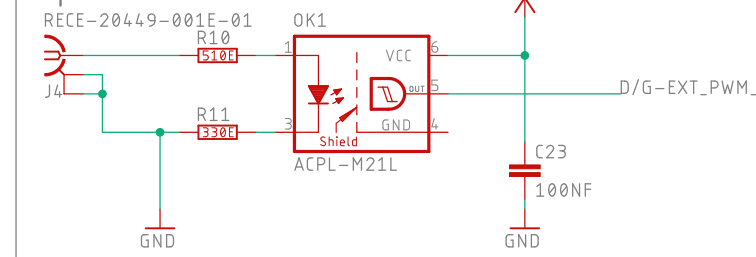 RECE-20449-001E-01
OK1
R10
510E
1
VCC
6
J4
OUT
5
D/G-EXT_PWM_
R11
330E
3
GND
4
Shield
ACPL-M21L
C23
100NF
GND
GND